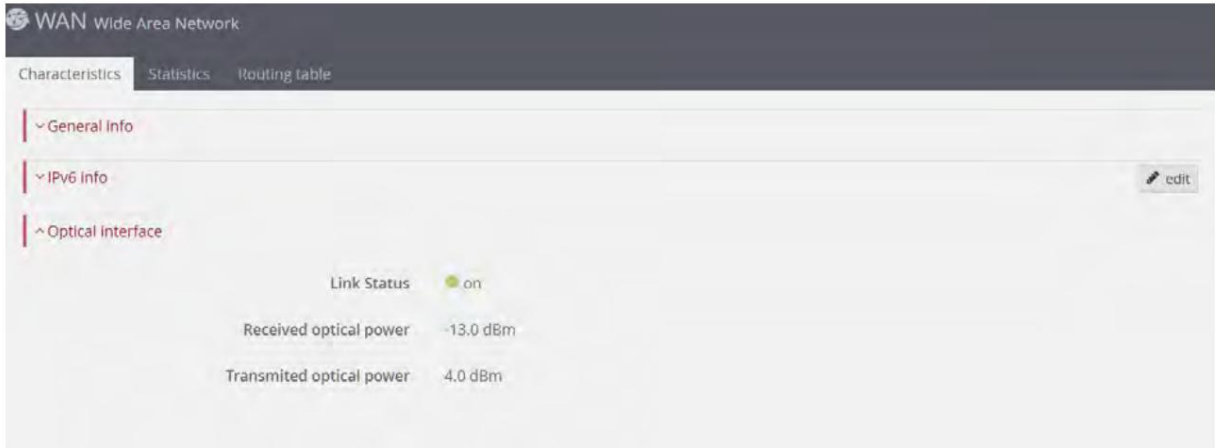 WAN Wide Area Network
Characteristics Statistics Routing table
General info
IPv6 info edit
Optical interface
Link Status on
Received optical power -13.0 dBm
Transmited optical power 4.0 dBm